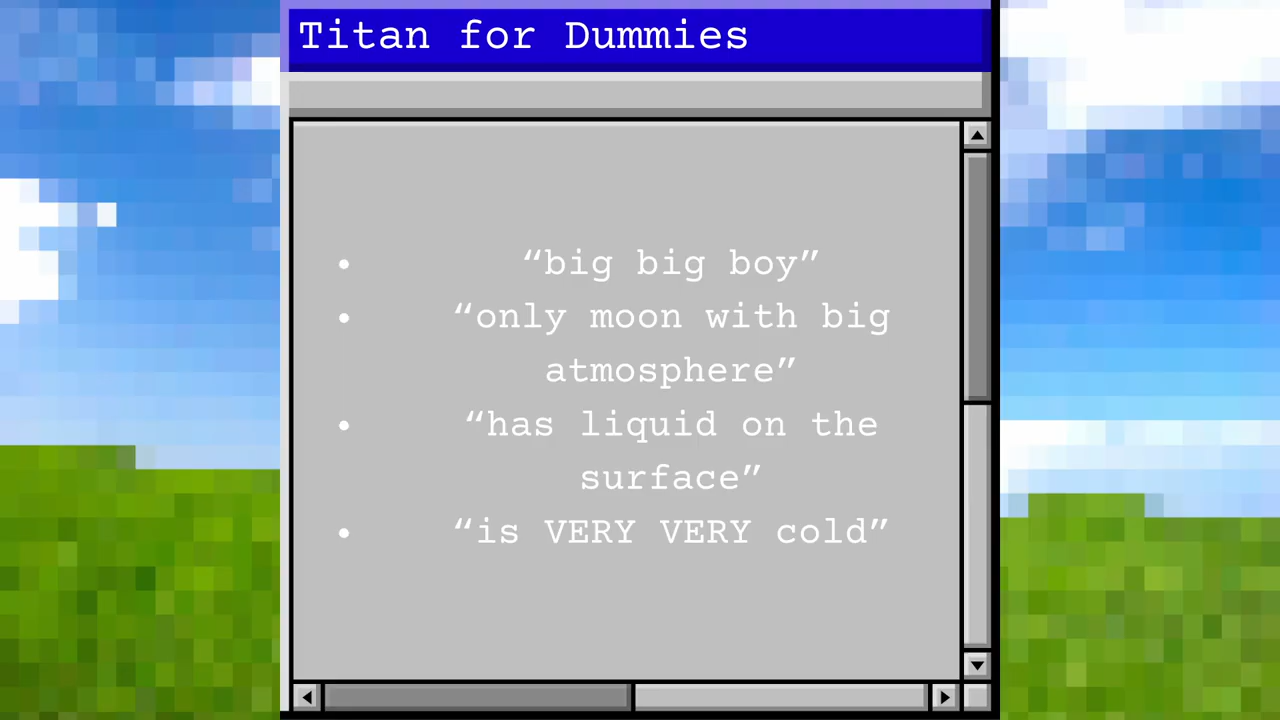 Titan for Dummies
• “big big boy”
• “only moon with big
atmosphere”
• “has liquid on the
surface”
• “is VERY VERY cold”